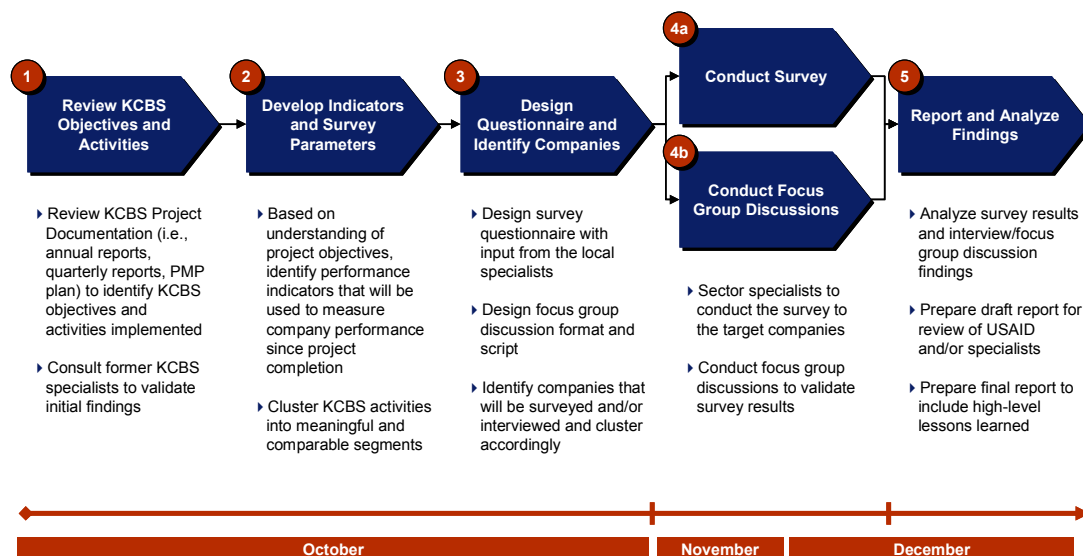 1
Review KCBS
Objectives and
Activities
2
Develop Indicators
and Survey
Parameters
3
Design
Questionnaire and
Identify Companies
4a
Conduct Survey
4b
Conduct Focus
Group Discussions
5
Report and Analyze
Findings
Review KCBS Project
Documentation (i.e.,
annual reports,
quarterly reports, PMP
plan) to identify KCBS
objectives and
activities implemented
Consult former KCBS
specialists to validate
initial findings
Based on
understanding of
project objectives,
identify performance
indicators that will be
used to measure
company performance
since project
completion
Cluster KCBS activities
into meaningful and
comparable segments
Design survey
questionnaire with
input from the local
specialists
Design focus group
discussion format and
script
Identify companies that
will be surveyed and/or
interviewed and cluster
accordingly
Sector specialists to
conduct the survey to
the target companies
Conduct focus group
discussions to validate
survey results
Analyze survey results
and interview/focus
group discussion
findings
Prepare draft report for
review of USAID
and/or specialists
Prepare final report to
include high-level
lessons learned
October
November
December